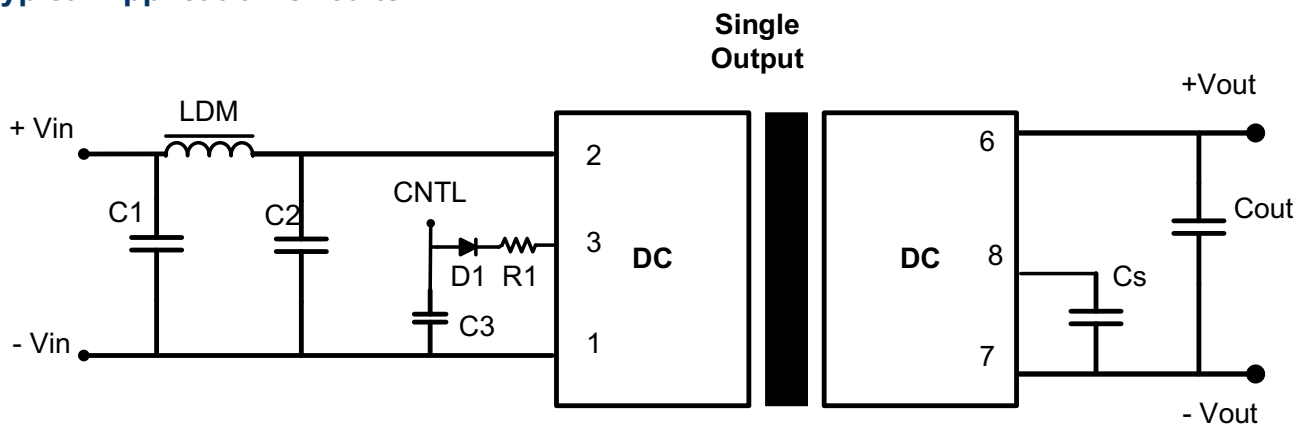 Single
Output
+Vout
LDM
+ Vin
2
6
CNTL
C1
C2
Cout
3
DC
DC
8
D1
R1
Cs
C3
- Vin
1
7
- Vout